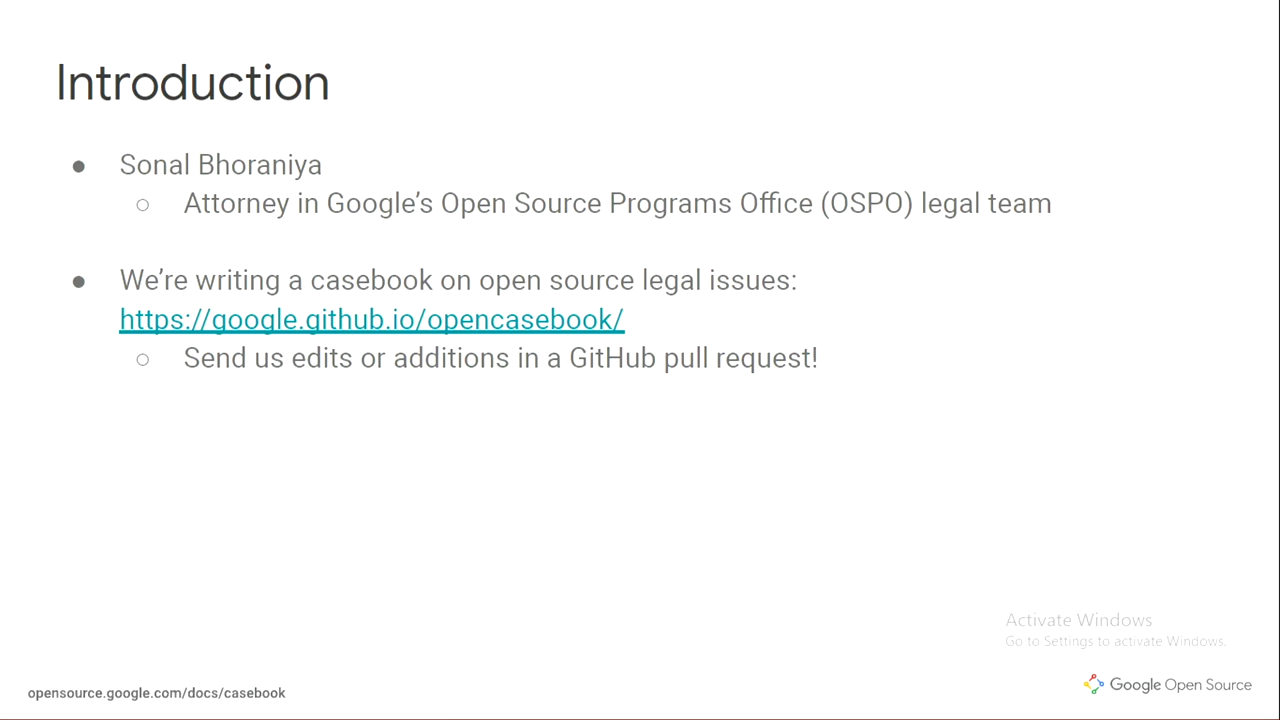 Introduction
● Sonal Bhoraniya
○ Attorney in Google’s Open Source Programs Office (OSPO) legal team
● We’re writing a casebook on open source legal issues:
https://google.github.io/opencasebook/
○ Send us edits or additions in a GitHub pull request!
Activate Windows
Go to Settings to activate Windows.
opensource.google.com/docs/casebook
Google Open Source